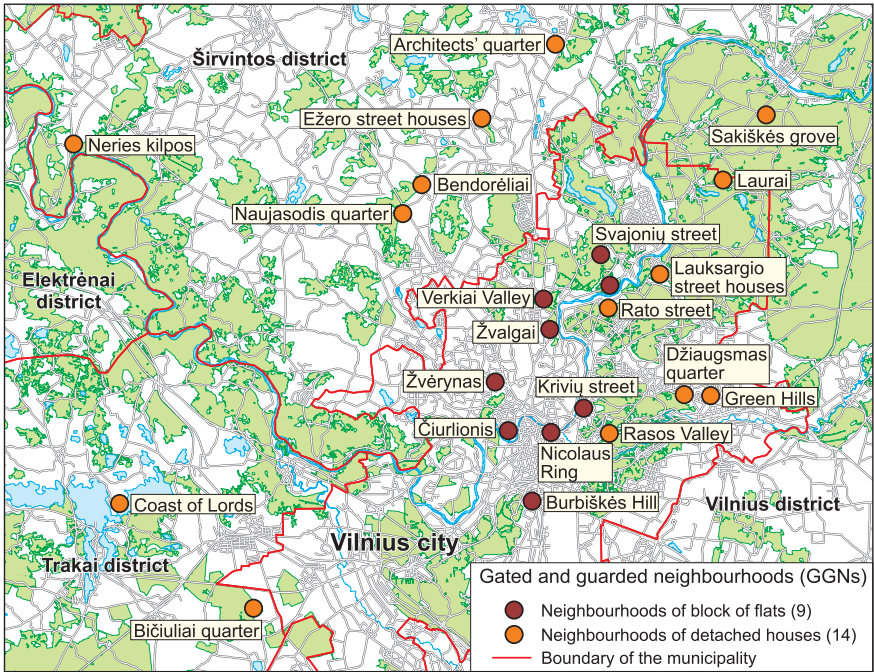 Architects' quarter
Širvintos district
Ežero street houses
Sakiškės grove
Neries kilpos
Bendorėliai
Laurai
Naujasodis quarter
Svajonių street
Elektrėnai
district
Lauksargio
street houses
Verkiai Valley
Rato street
Žvalgai
Džiaugsmas
quarter
Žvėrynas
Krivių street
Green Hills
Čiurlionis
Rasos Valley
Nicolaus
Ring
Coast of Lords
Burbiškės Hill
Vilnius district
Vilnius city
Trakai district
Bičiuliai quarter
Gated and guarded neighbourhoods (GGNs)
Neighbourhoods of block of flats (9)
Neighbourhoods of detached houses (14)
Boundary of the municipality